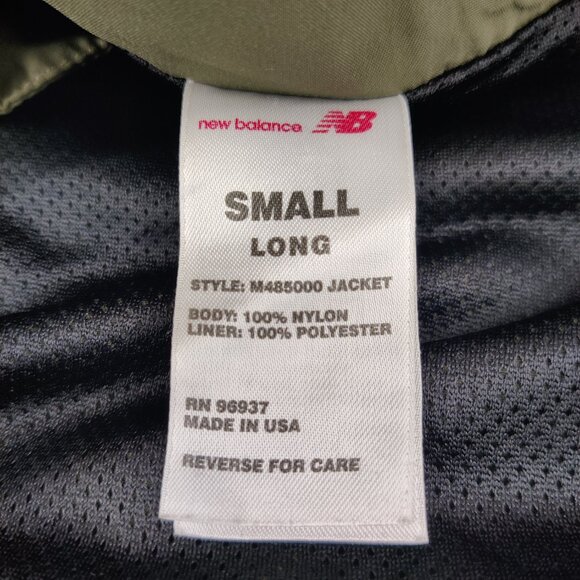 new balance NB
SMALL
LONG
STYLE: M485000 JACKET
BODY: 100% NYLON
LINER: 100% POLYESTER
RN 96937
MADE IN USA
REVERSE FOR CARE